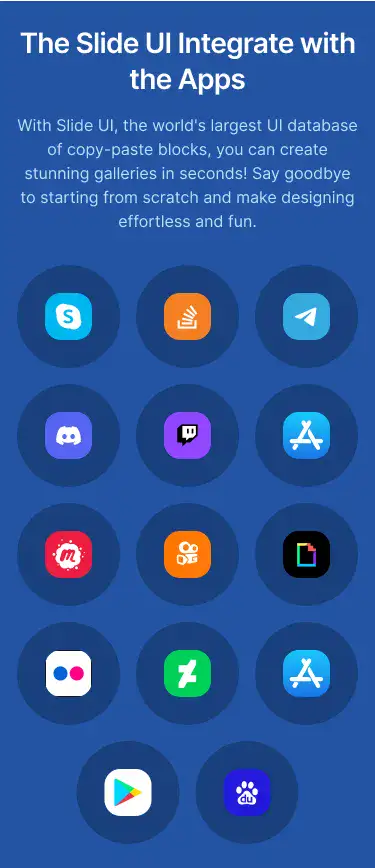 The Slide UI Integrate with
the Apps
With Slide UI, the world's largest UI database
of copy-paste blocks, you can create
stunning galleries in seconds! Say goodbye
to starting from scratch and make designing
effortless and fun.
S
m
du